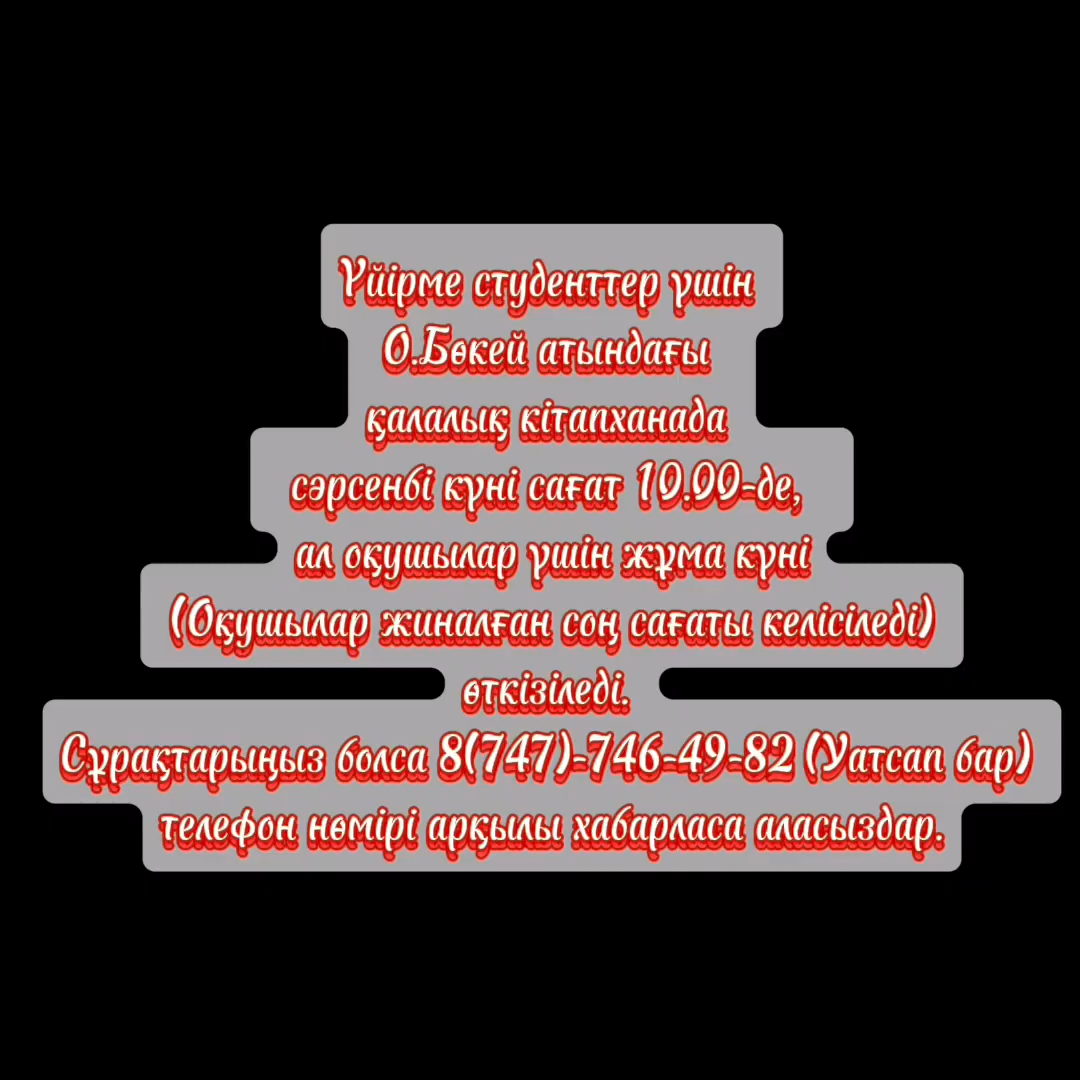 Үйірме студенттер үшін
О.Бөкей атындағы
қалалық кітапханада
сәрсенбі күні сағат 10.00-де,
ал оқушылар үшін жұма күні
(Оқушылар жиналған соң сағаты келісіледі)
өткізіледі.
Сұрақтарыңыз болса 8(747)-746-49-82 (Уатсап бар)
телефон нөмірі арқылы хабарласа аласыздар.